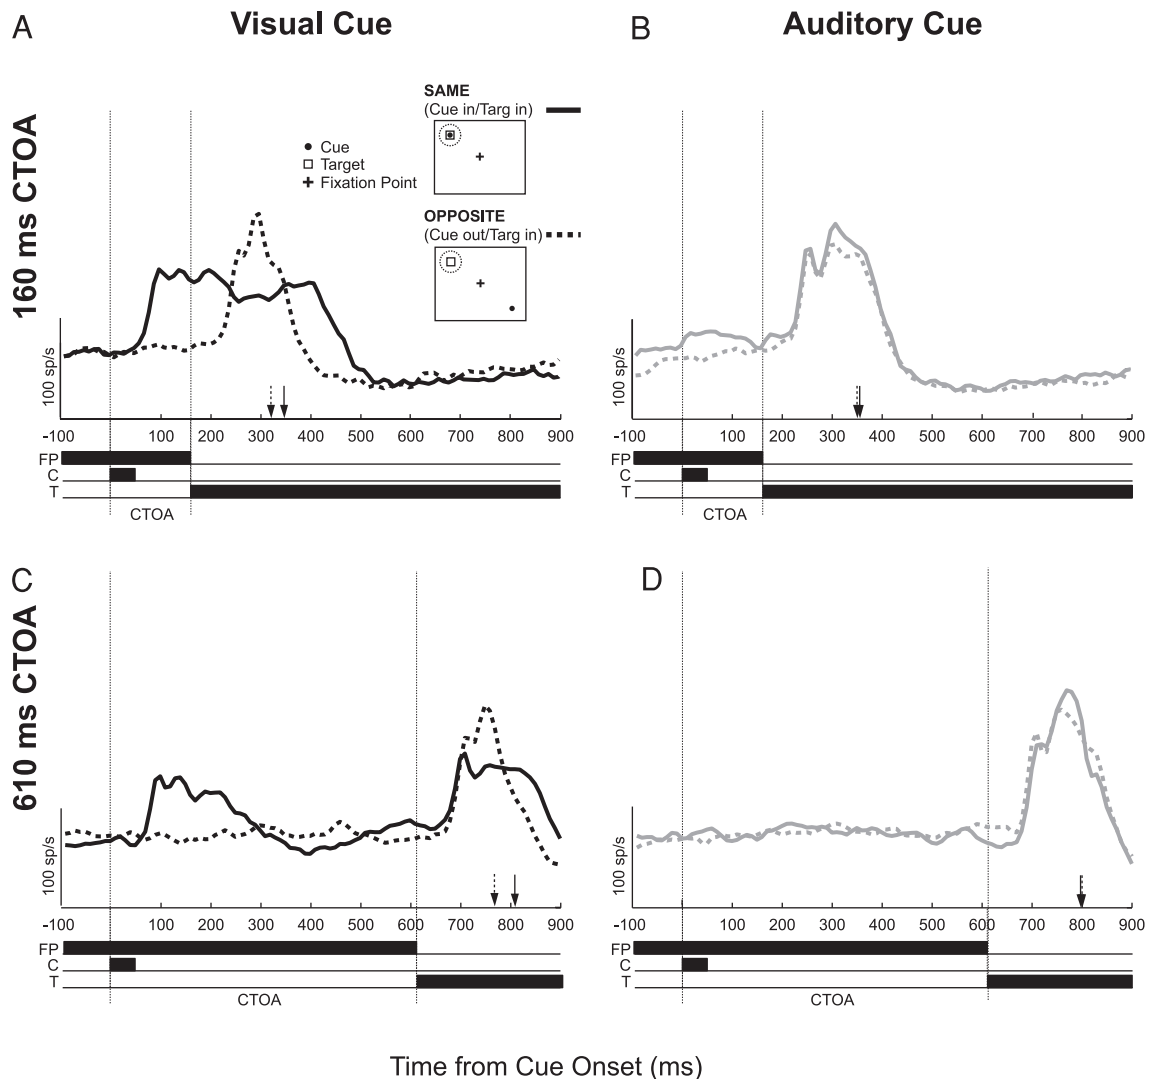 A
Visual Cue
B
Auditory Cue
160 ms CTOA
SAME
(Cue in/Targ in)
Cue
Target
Fixation Point
OPPOSITE
(Cue out/Targ in)
100 sp/s
-100 100 200 300 400 500 600 700 800 900
FP
C
T
CTOA
100 sp/s
-100 100 200 300 400 500 600 700 800 900
FP
C
T
CTOA
C
D
610 ms CTOA
100 sp/s
-100 100 200 300 400 500 600 700 800 900
FP
C
T
CTOA
100 sp/s
-100 100 200 300 400 500 600 700 800 900
FP
C
T
CTOA
Time from Cue Onset (ms)